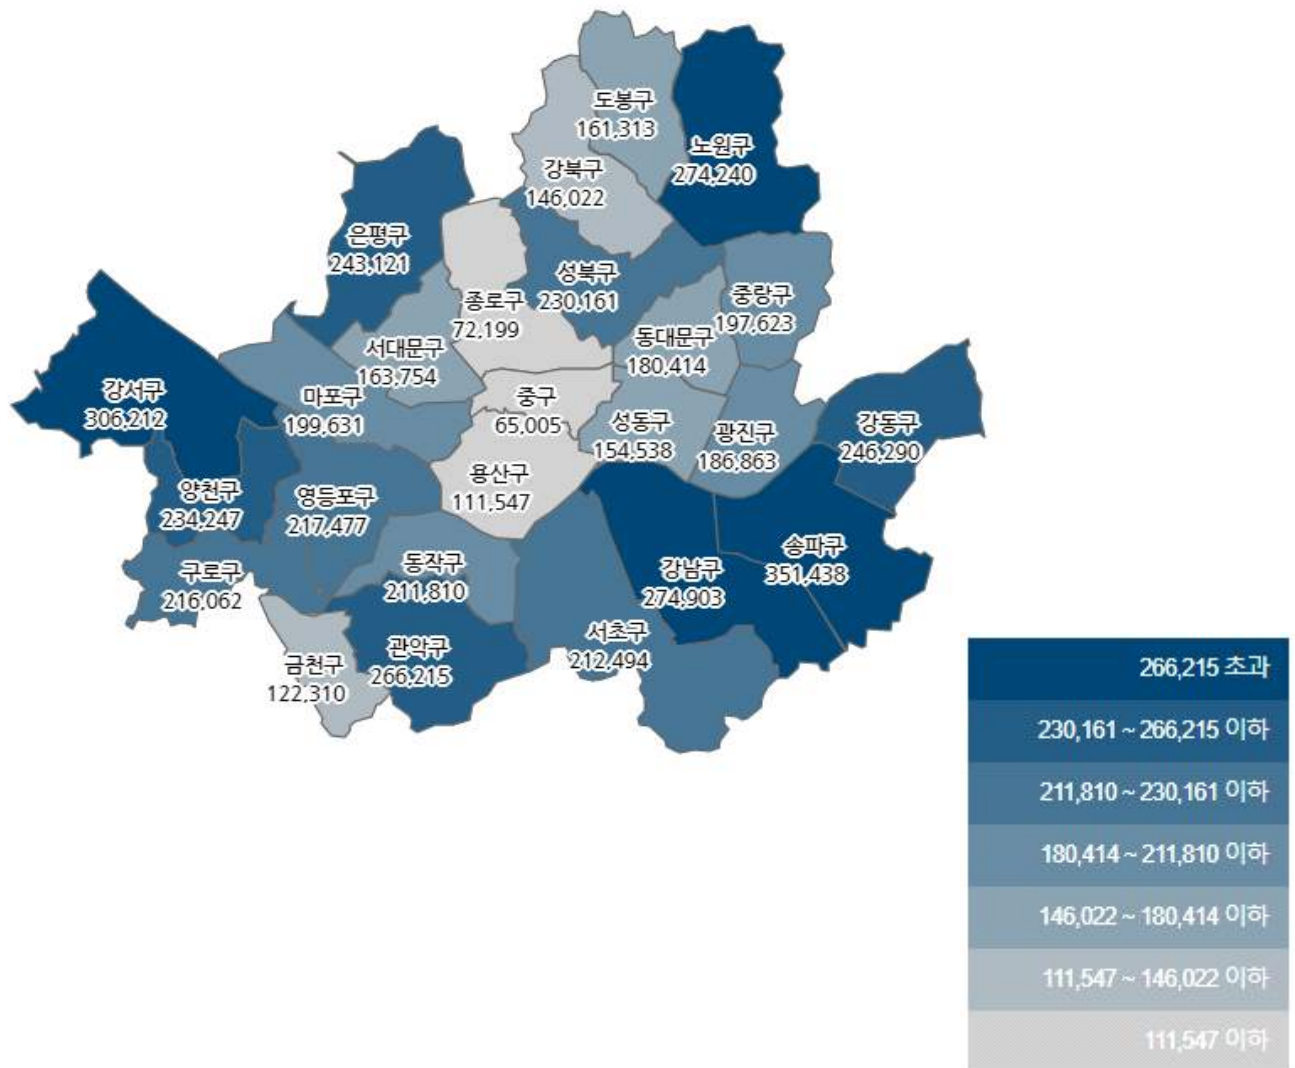 도봉구
161,313
노원구
274,240
강북구
146,022
은평구
243,121
성북구
230,161
종로구
72,199
중랑구
197,623
동대문구
180,414
서대문구
163,754
강서구
306,212
마포구
199,631
중구
65,005
성동구
154,538
광진구
186,863
강동구
246,290
양천구
234,247
영등포구
217,477
용산구
111,547
구로구
216,062
동작구
211,810
강남구
274,903
송파구
351,438
서초구
212,494
관악구
266,215
금천구
122,310
266,215 초과
230,161 ~ 266,215 이하
211,810 ~ 230,161 이하
180,414 ~ 211,810 이하
146,022 ~ 180,414 이하
111,547 ~ 146,022 이하
111,547 이하